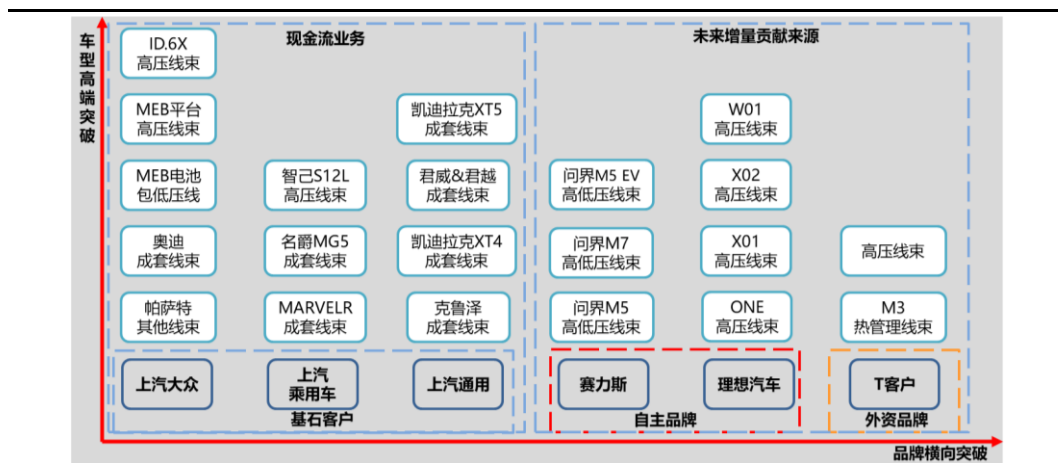 车型高端突破
现金流业务
未来增量贡献来源
ID.6X
高压线束
MEB平台
高压线束
凯迪拉克XT5
成套线束
W01
高压线束
MEB电池
包低压线
智己S12L
高压线束
君威&君越
成套线束
问界M5 EV
高低压线束
X02
高压线束
奥迪
成套线束
名爵MG5
成套线束
凯迪拉克XT4
成套线束
问界M7
高低压线束
X01
高压线束
高压线束
帕萨特
其他线束
MARVELR
成套线束
克鲁泽
成套线束
问界M5
高低压线束
ONE
高压线束
M3
热管理线束
上汽大众
上汽
乘用车
上汽通用
赛力斯
理想汽车
T客户
基石客户
自主品牌
外资品牌
品牌横向突破